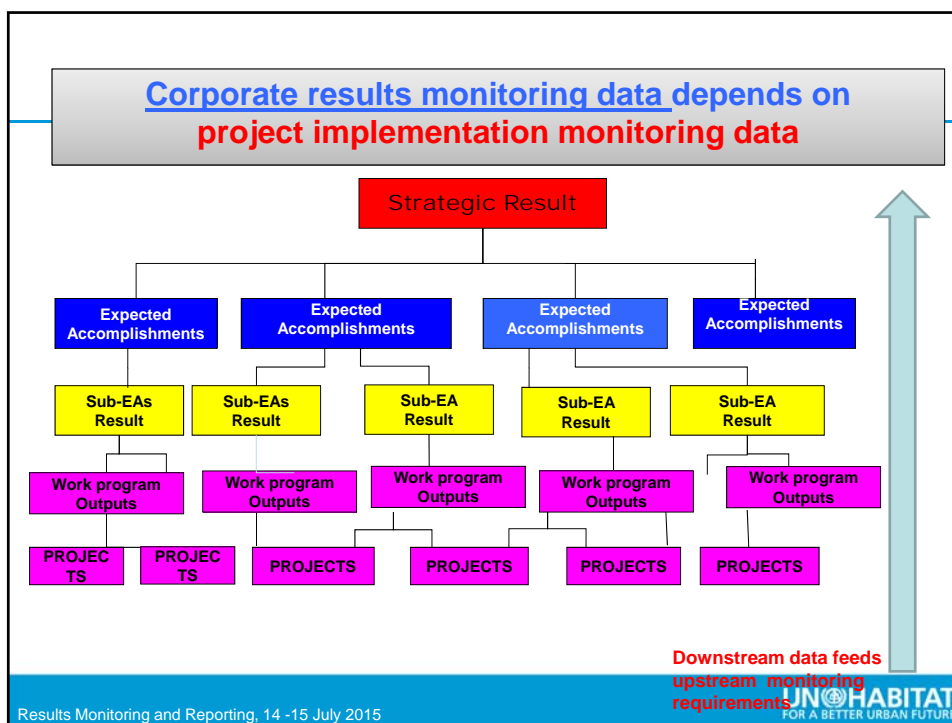 Corporate results monitoring data depends on
project implementation monitoring data
Strategic Result
Expected
Accomplishments
Expected
Accomplishments
Expected
Accomplishments
Expected
Accomplishments
Sub-EAs
Result
Sub-EAs
Result
Sub-EA
Result
Sub-EA
Result
Sub-EA
Result
Work program
Outputs
Work program
Outputs
Work program
Outputs
Work program
Outputs
Work program
Outputs
PROJEC
TS
PROJEC
TS
PROJECTS
PROJECTS
PROJECTS
PROJECTS
Downstream data feeds
upstream monitoring
requirements
Results Monitoring and Reporting, 14 -15 July 2015
UN HABITAT
FOR A BETTER URBAN FUTURE